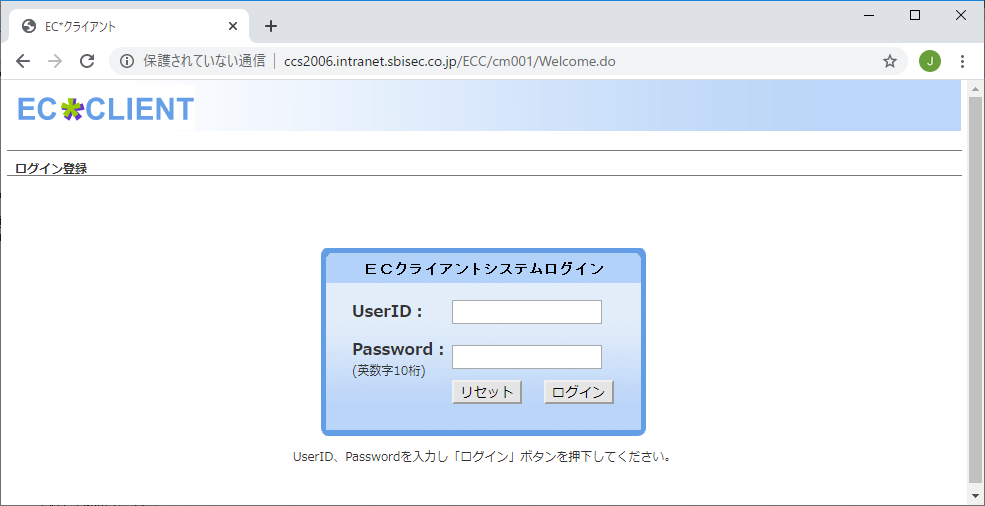 EC*クライアント
保護されていない通信 | ccs2006.intranet.sbisec.co.jp/ECC/cm001/Welcome.do
J
EC*CLIENT
ログイン登録
ECクライアントシステムログイン
UserID :
Password :
(英数字10桁)
リセット ログイン
UserID、Passwordを入力し「ログイン」ボタンを押下してください。